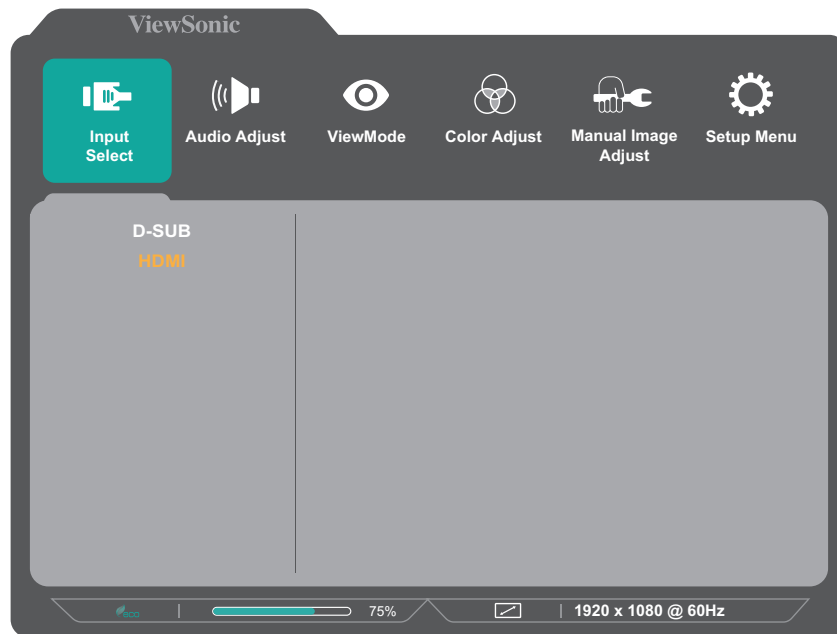 ViewSonic
Input
Select
Audio Adjust
ViewMode
Color Adjust
Manual Image
Adjust
Setup Menu
D-SUB
HDMI
eco
75%
1920 x 1080 @ 60Hz